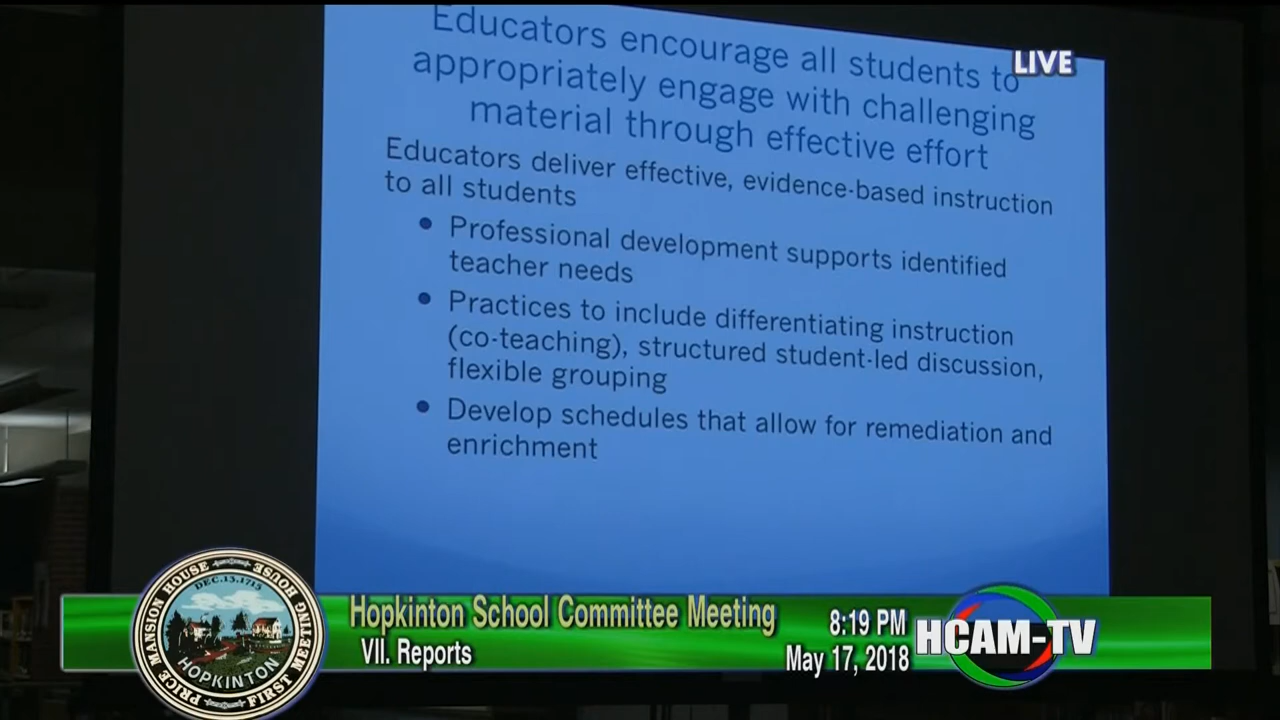 Educators encourage all students to
appropriately engage with challenging
material through effective effort
LIVE
Educators deliver effective, evidence-based instruction
to all students
• Professional development supports identified
teacher needs
• Practices to include differentiating instruction
(co-teaching), structured student-led discussion,
flexible grouping
• Develop schedules that allow for remediation and
enrichment
PRICE MANSION HOUSE
FIRST MEETING HOUSE
DEC.13.1715
HOPKINTON
Hopkinton School Committee Meeting
VII. Reports
8:19 PM
May 17, 2018
HCAM-TV